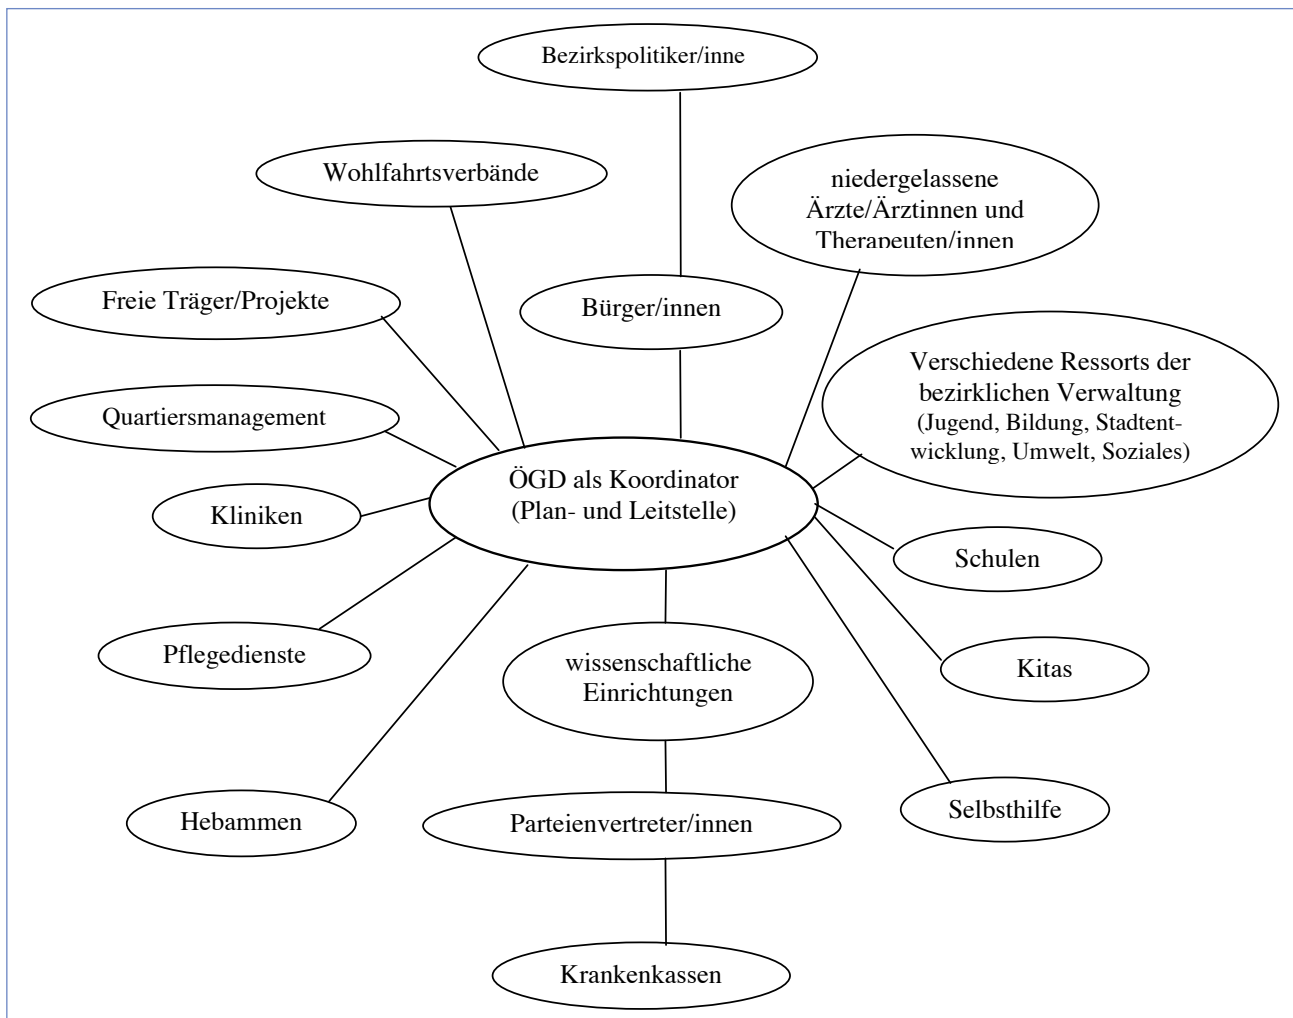 Bezirkspolitiker/inne
Wohlfahrtsverbände
niedergelassene
Ärzte/Ärztinnen und
Therapeuten/innen
Freie Träger/Projekte
Bürger/innen
Verschiedene Ressorts der
bezirklichen Verwaltung
(Jugend, Bildung, Stadtent-
wicklung, Umwelt, Soziales)
Quartiersmanagement
ÖGD als Koordinator
(Plan- und Leitstelle)
Kliniken
Schulen
Pflegedienste
wissenschaftliche
Einrichtungen
Kitas
Hebammen
Parteienvertreter/innen
Selbsthilfe
Krankenkassen